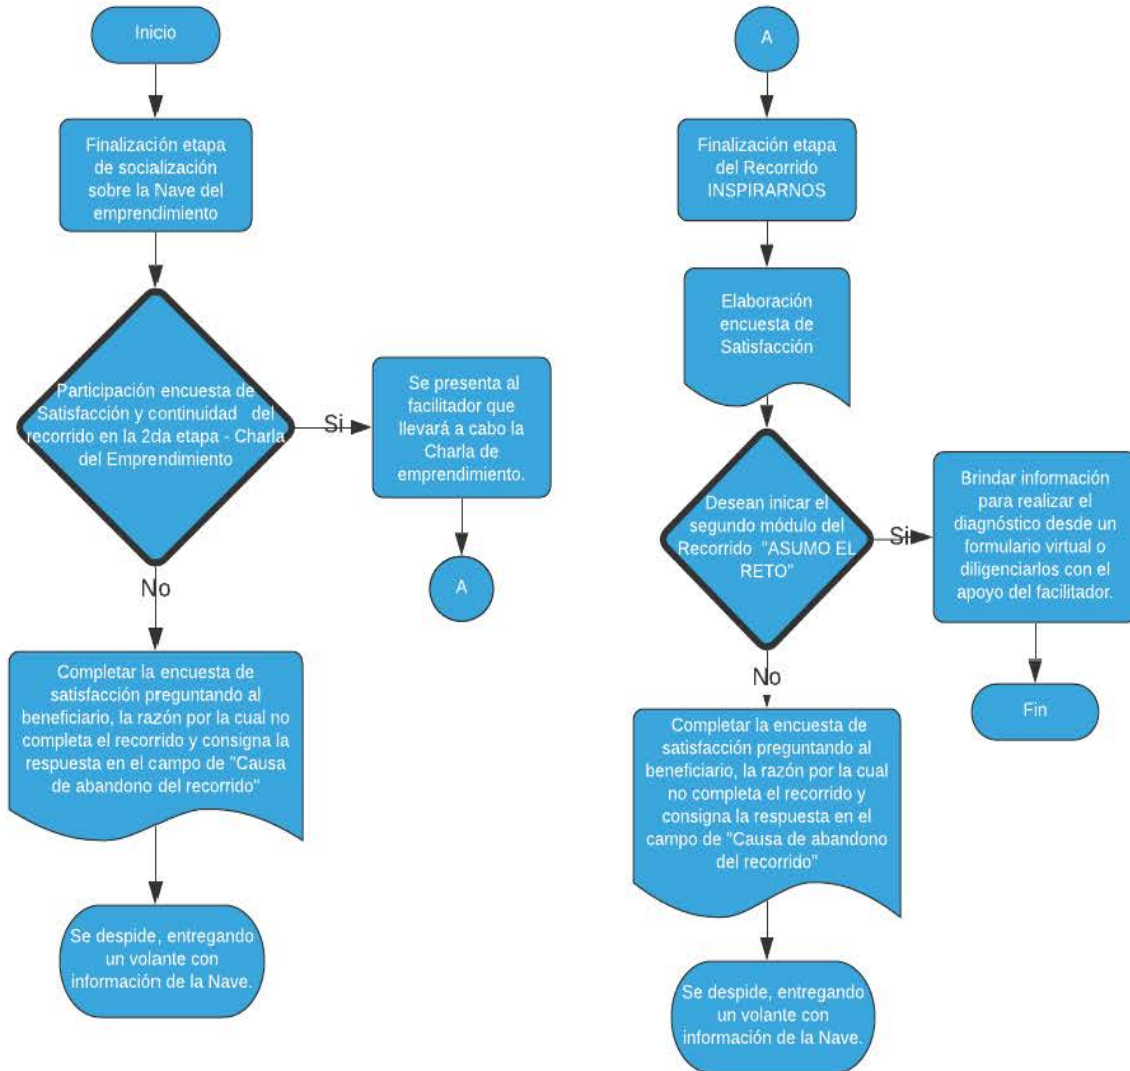 Inicio
Finalización etapa
de socialización
sobre la Nave del
emprendimiento
Participación encuesta de
Satisfacción y continuidad del
recorrido en la 2da etapa - Charla
del Emprendimiento
Si
Se presenta al
facilitador que
llevará a cabo la
Charla de
emprendimiento.
A
No
Completar la encuesta de
satisfacción preguntando al
beneficiario, la razón por la cual no
completa el recorrido y consigna la
respuesta en el campo de "Causa
de abandono del recorrido"
Se despide, entregando
un volante con
información de la Nave.
A
Finalización etapa
del Recorrido
INSPIRARNOS
Elaboración
encuesta de
Satisfacción
Desean inicar el
segundo módulo del
Recorrido "ASUMO EL
RETO"
Si
Brindar información
para realizar el
diagnóstico desde un
formulario virtual o
diligenciarlos con el
apoyo del facilitador.
Fin
No
Completar la encuesta de
satisfacción preguntando al
beneficiario, la razón por la cual
no completa el recorrido y
consigna la respuesta en el
campo de "Causa de abandono
del recorrido"
Se despide, entregando
un volante con
información de la Nave.